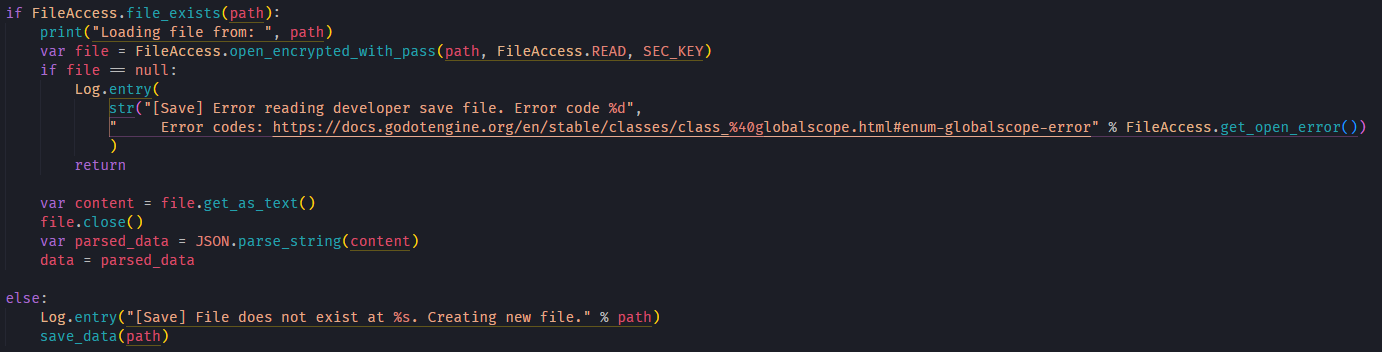 if FileAccess.file_exists(path):
    print("Loading file from: ", path)
    var file = FileAccess.open_encrypted_with_pass(path, FileAccess.READ, SEC_KEY)
    if file == null:
        Log.entry(
            str("[Save] Error reading developer save file. Error code %d",
            "     Error codes: https://docs.godotengine.org/en/stable/classes/class_%40globalscope.html#enum-globalscope-error" % FileAccess.get_open_error())
            )
        return

    var content = file.get_as_text()
    file.close()
    var parsed_data = JSON.parse_string(content)
    data = parsed_data

else:
    Log.entry("[Save] File does not exist at %s. Creating new file." % path)
    save_data(path)